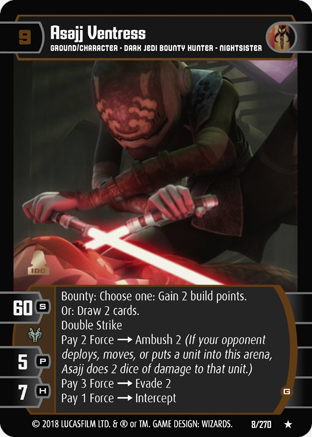 9
Asajj Ventress
GROUND/CHARACTER - DARK JEDI BOUNTY HUNTER - NIGHTSISTER
IDC
60 S
5 P
7 H
Bounty: Choose one: Gain 2 build points.
Or: Draw 2 cards.
Double Strike
Pay 2 Force → Ambush 2 (If your opponent
deploys, moves, or puts a unit into this arena,
Asajj does 2 dice of damage to that unit.)
Pay 3 Force → Evade 2
Pay 1 Force → Intercept
G
© 2018 LUCASFILM LTD. & ® or TM. GAME DESIGN: WIZARDS.
8/270